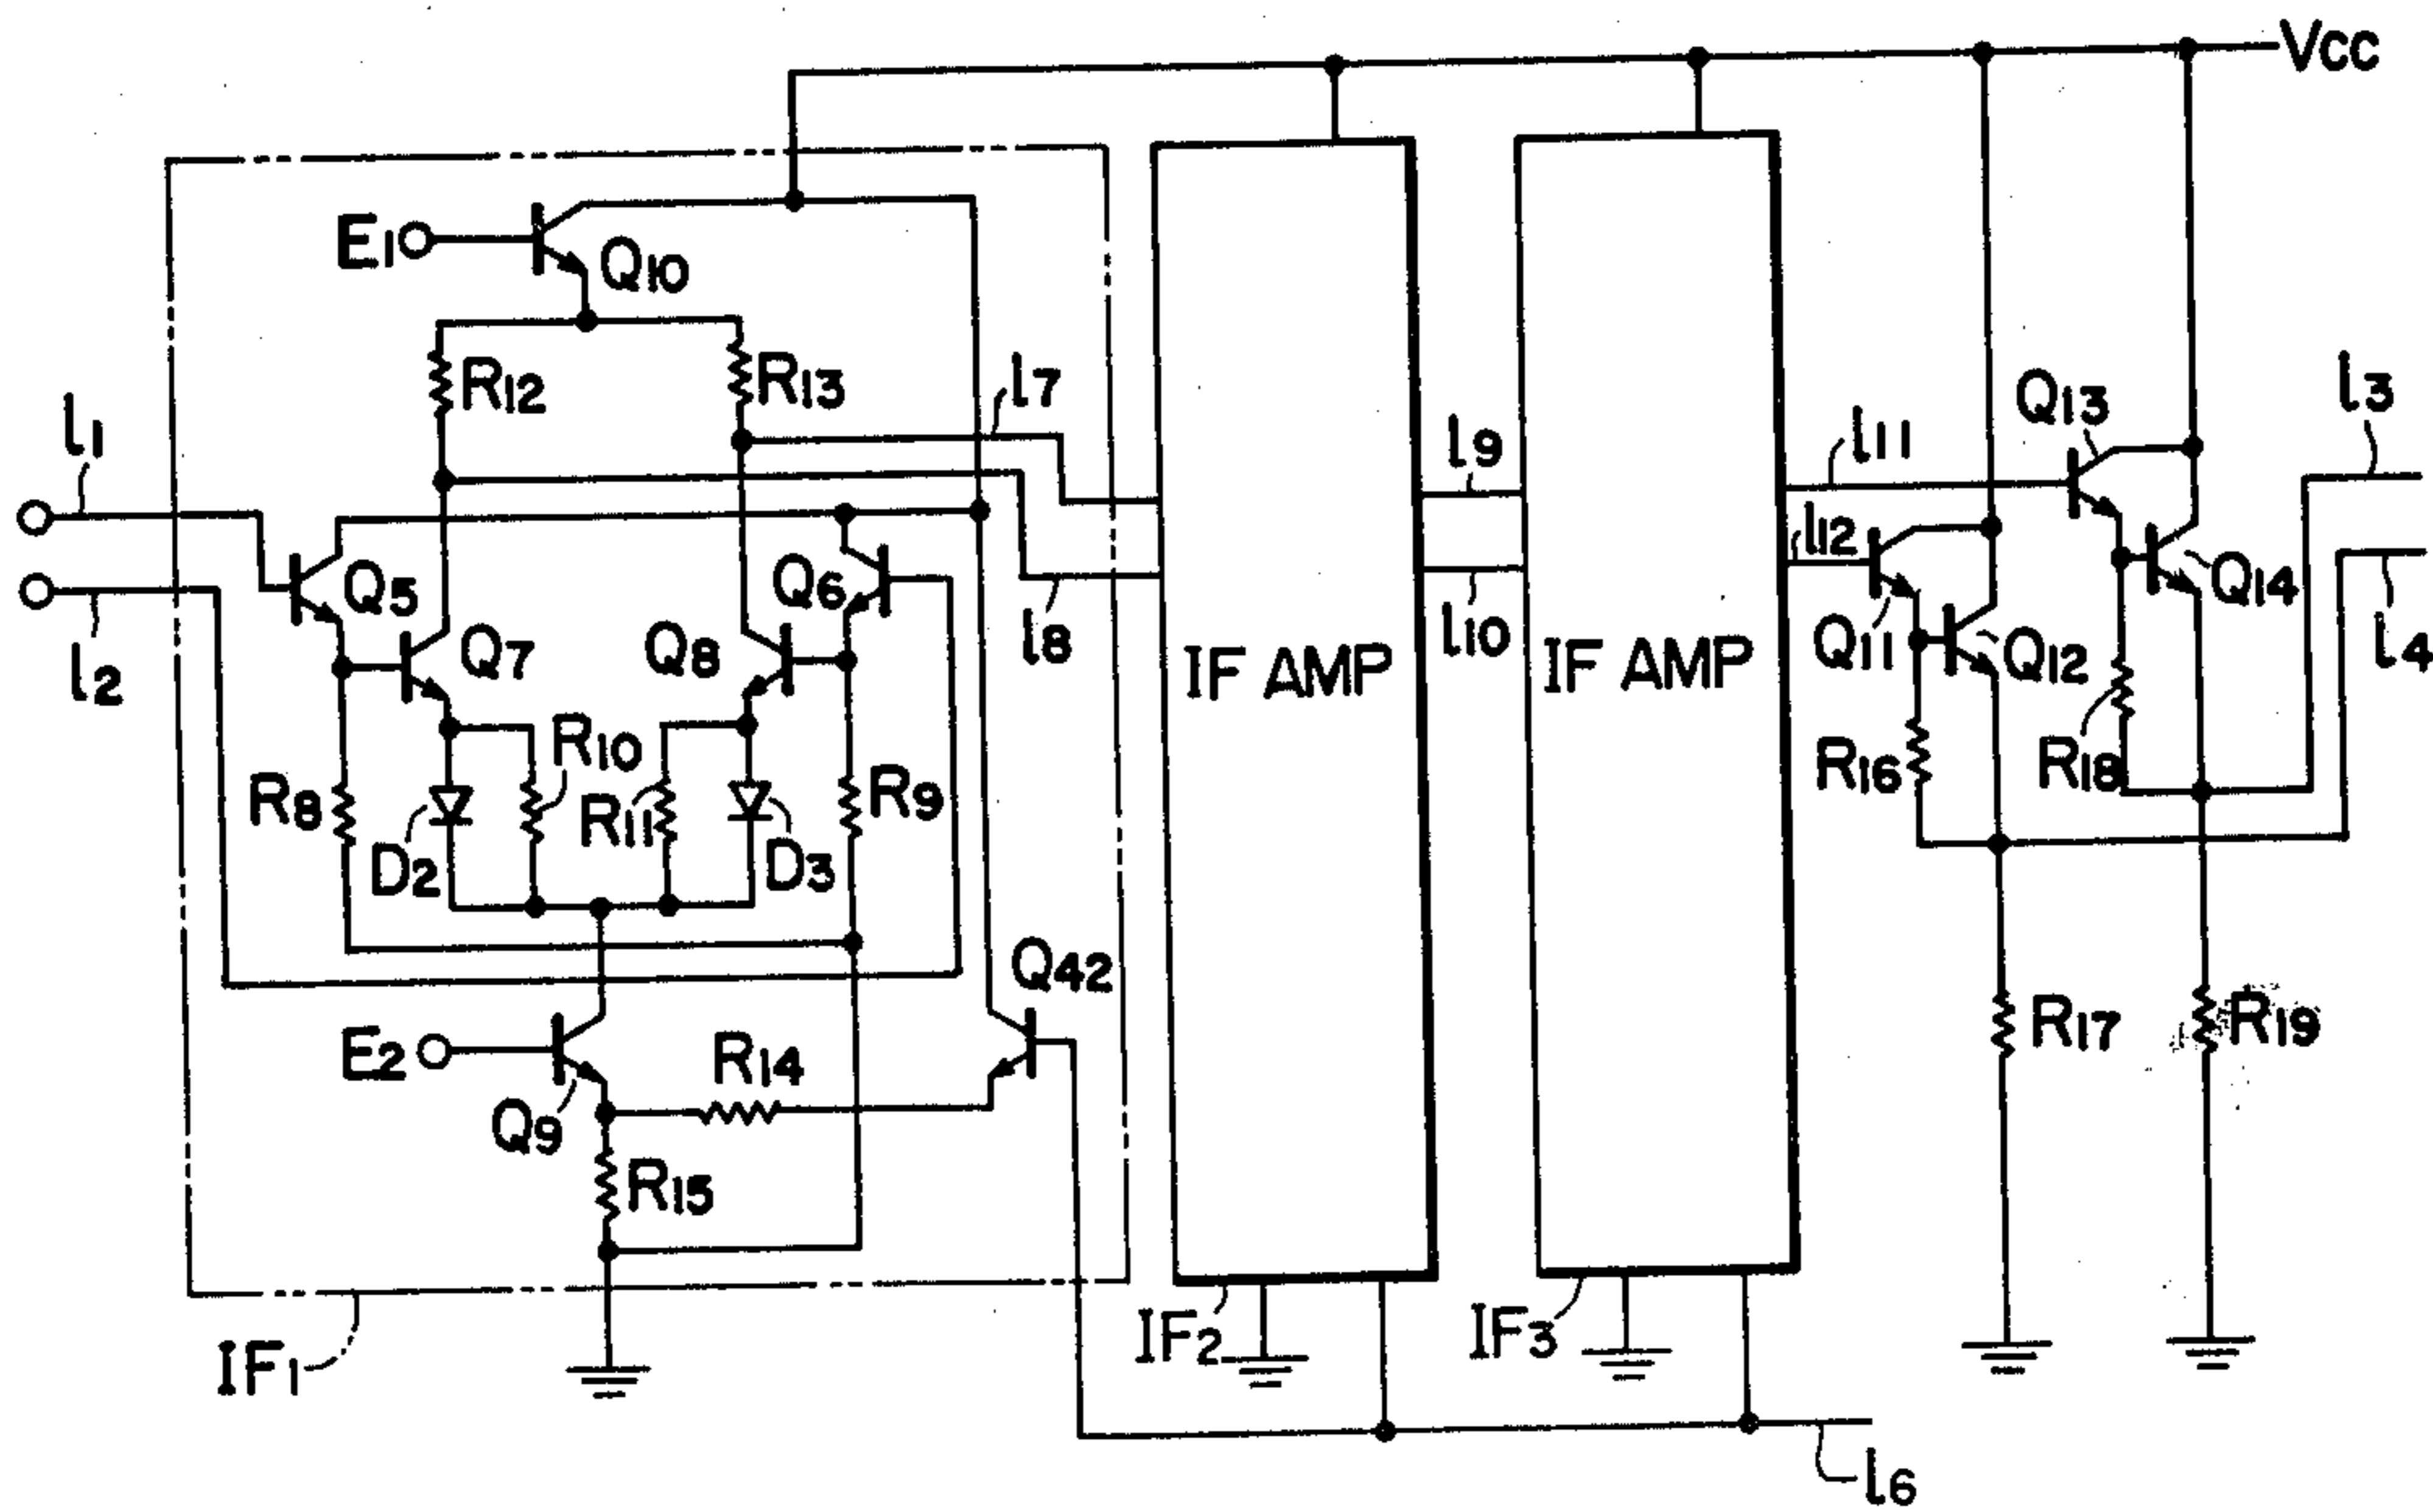 Vcc
E1
Q10
R12
R13
l7
l1
l9
l11
Q13
l3
l2
Q5
Q7
Q8
Q6
l8
l10
l12
Q11
Q12
Q14
l4
IF AMP
IF AMP
R8
D2
R10
R11
D3
R9
R16
R18
E2
Q9
R14
Q42
R15
R17
R19
IF1
IF2
IF3
l6